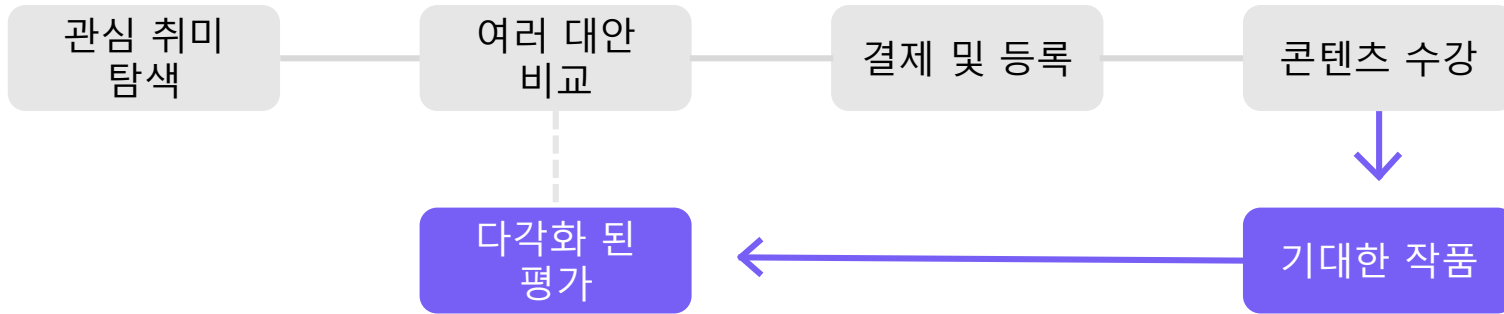 관심 취미
탐색
여러 대안
비교
결제 및 등록
콘텐츠 수강
다각화 된
평가
기대한 작품